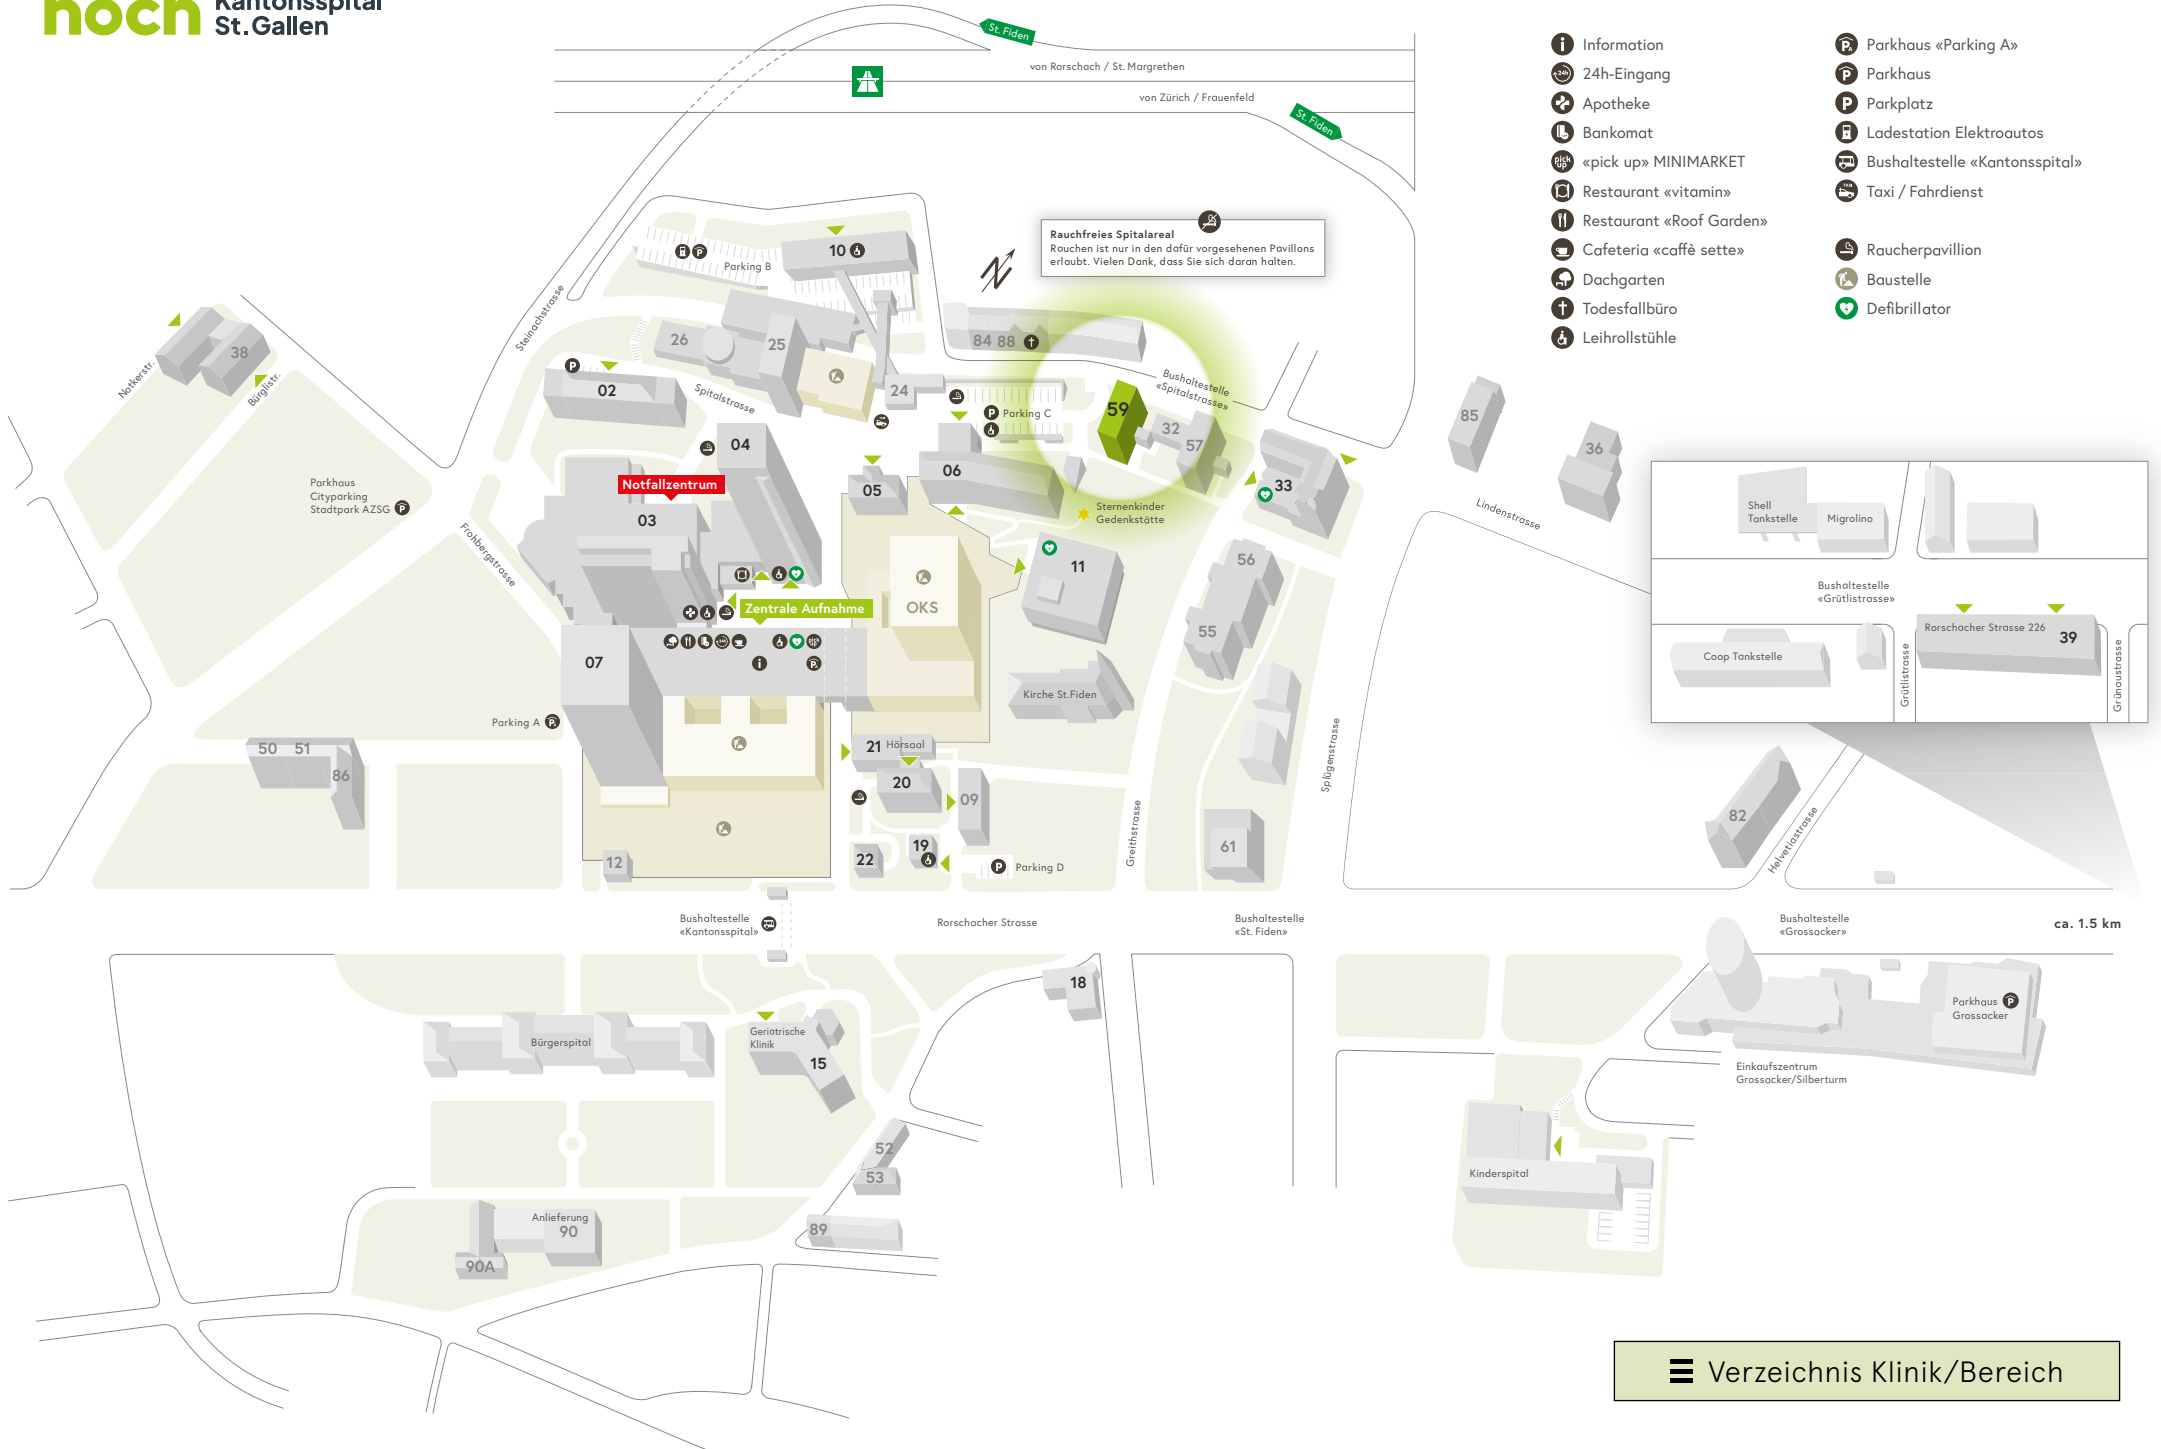 noch Kantonsspital
St.Gallen
St. Fiden
von Rorschach / St. Margrethen
von Zürich / Frauenfeld
St. Fiden
Information
24h-Eingang
Apotheke
Bankomat
«pick up» MINIMARKET
Restaurant «vitamin»
Restaurant «Roof Garden»
Cafeteria «caffè sette»
Dachgarten
Todesfallbüro
Leihrollstühle
Parkhaus «Parking A»
Parkhaus
Parkplatz
Ladestation Elektroautos
Bushaltestelle «Kantonsspital»
Taxi / Fahrdienst
Raucherpavillion
Baustelle
Defibrillator
Rauchfreies Spitalareal
Rauchen ist nur in den dafür vorgesehenen Pavillons
erlaubt. Vielen Dank, dass Sie sich daran halten.
N
10
Parking B
Steinachstrasse
26
25
84 88
38
Notkerstr.
Bürglistr.
02
Spitalstrasse
24
Bushaltestelle
«Spitalstrasse»
Parking C
59
32
57
85
36
04
Notfallzentrum
03
05
06
33
Parkhaus
Cityparking
Stadtpark AZSG
Frohbergstrasse
Sternenkinder
Gedenkstätte
Lindenstrasse
11
56
55
OKS
Zentrale Aufnahme
07
Kirche St.Fiden
Shell
Tankstelle
Migrolino
Bushaltestelle
«Grütlistrasse»
Rorschacher Strasse 226
39
Coop Tankstelle
Grütlistrasse
Grünaustrasse
Parking A
50 51
86
21 Hörsaal
20
09
Splügenstrasse
Greithstrasse
82
Helvetiastrasse
12
22
19
Parking D
61
Bushaltestelle
«Kantonsspital»
Rorschacher Strasse
Bushaltestelle
«St. Fiden»
Bushaltestelle
«Grossacker»
ca. 1.5 km
18
Bürgerspital
Geriatrische
Klinik
15
Parkhaus
Grossacker
Einkaufszentrum
Grossacker/Silberturm
52
53
Kinderspital
Anlieferung
90
90A
89
Verzeichnis Klinik/Bereich